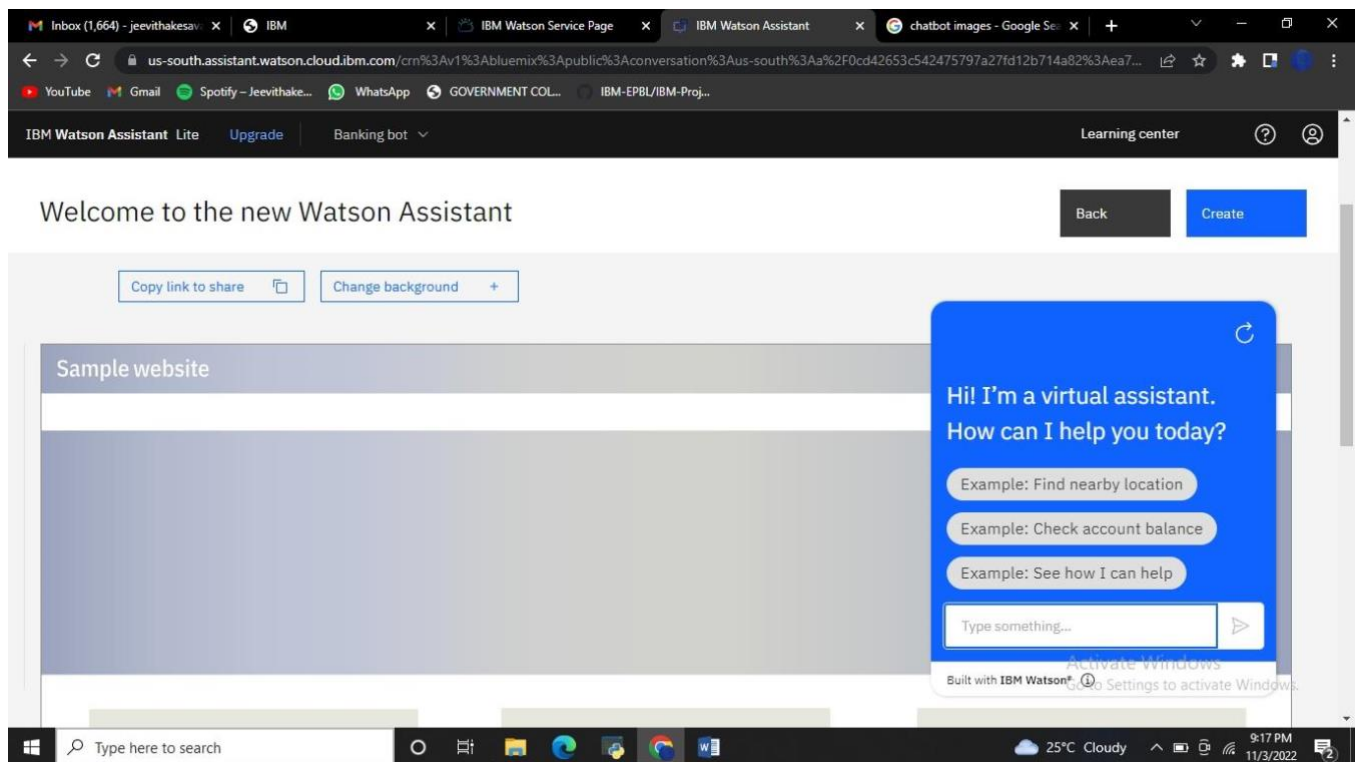 Inbox (1,664) - jeevithakesav
IBM
IBM Watson Service Page
IBM Watson Assistant
chatbot images - Google Se
us-south.assistant.watson.cloud.ibm.com/crn%3Av1%3Abluemix%3Apublic%3Aconversation%3Aus-south%3Aa%2F0cd42653c542475797a27fd12b714a82%3Aea7...
YouTube
Gmail
Spotify – Jeevithake...
WhatsApp
GOVERNMENT COL...
IBM-EPBL/IBM-Proj...
IBM Watson Assistant Lite
Upgrade
Banking bot
Learning center
Welcome to the new Watson Assistant
Back
Create
Copy link to share
Change background +
Sample website
Hi! I’m a virtual assistant.
How can I help you today?
Example: Find nearby location
Example: Check account balance
Example: See how I can help
Type something...
Activate Windows
Go to Settings to activate Windows.
Built with IBM Watson®
Type here to search
25°C Cloudy
9:17 PM
11/3/2022
2